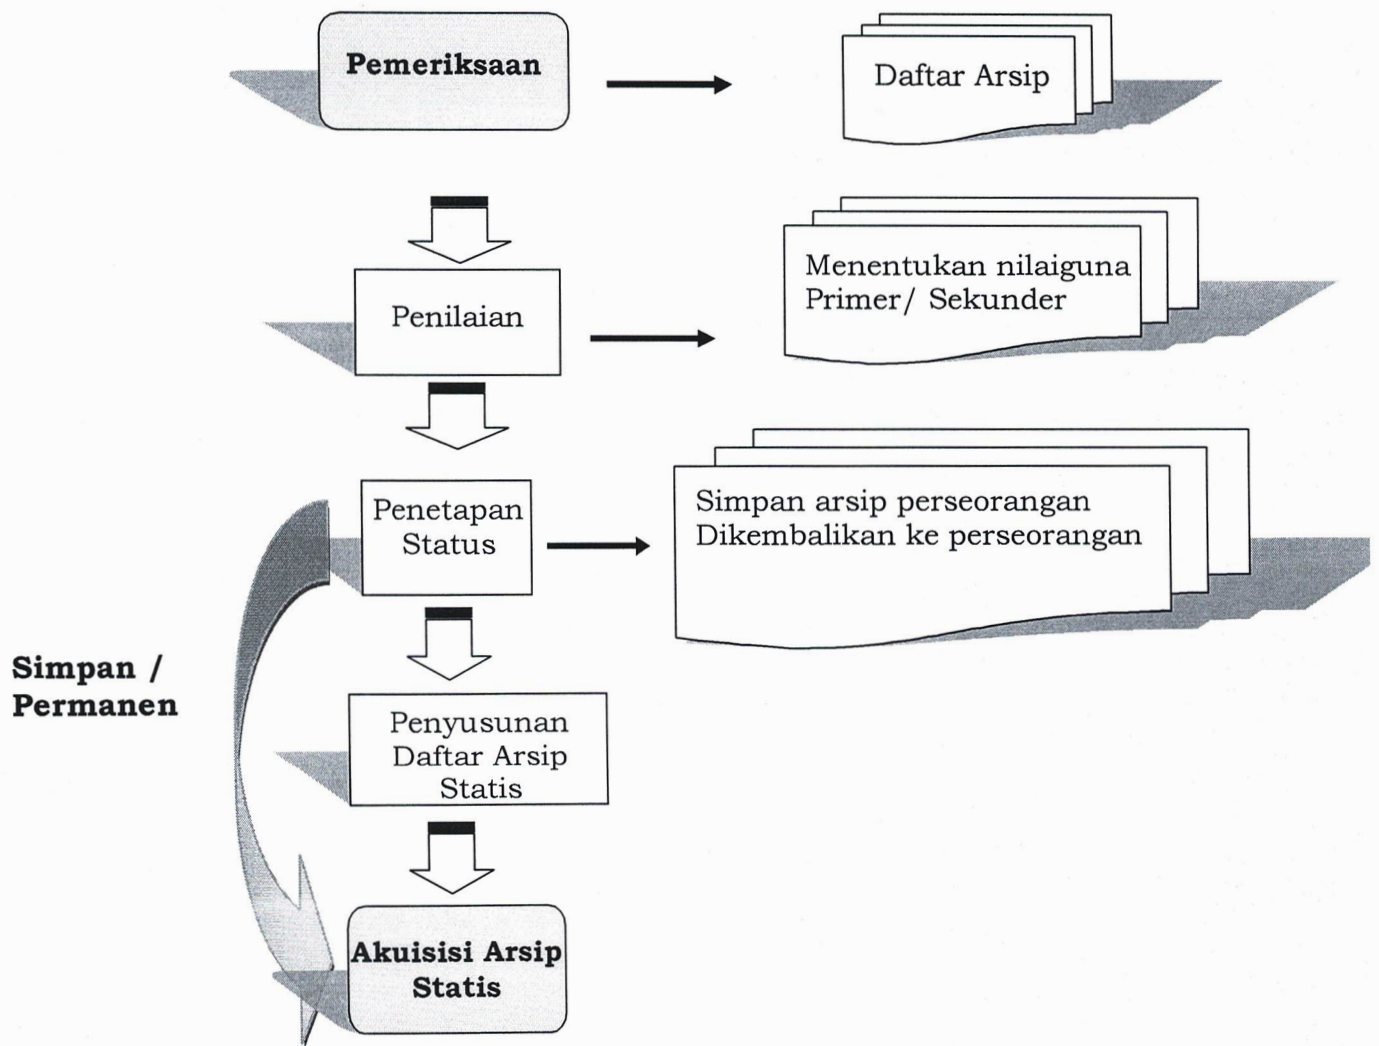 Pemeriksaan
Daftar Arsip
Menentukan nilaiguna
Primer/ Sekunder
Penilaian
Penetapan
Status
Simpan arsip perseorangan
Dikembalikan ke perseorangan
Simpan /
Permanen
Penyusunan
Daftar Arsip
Statis
Akuisisi Arsip
Statis